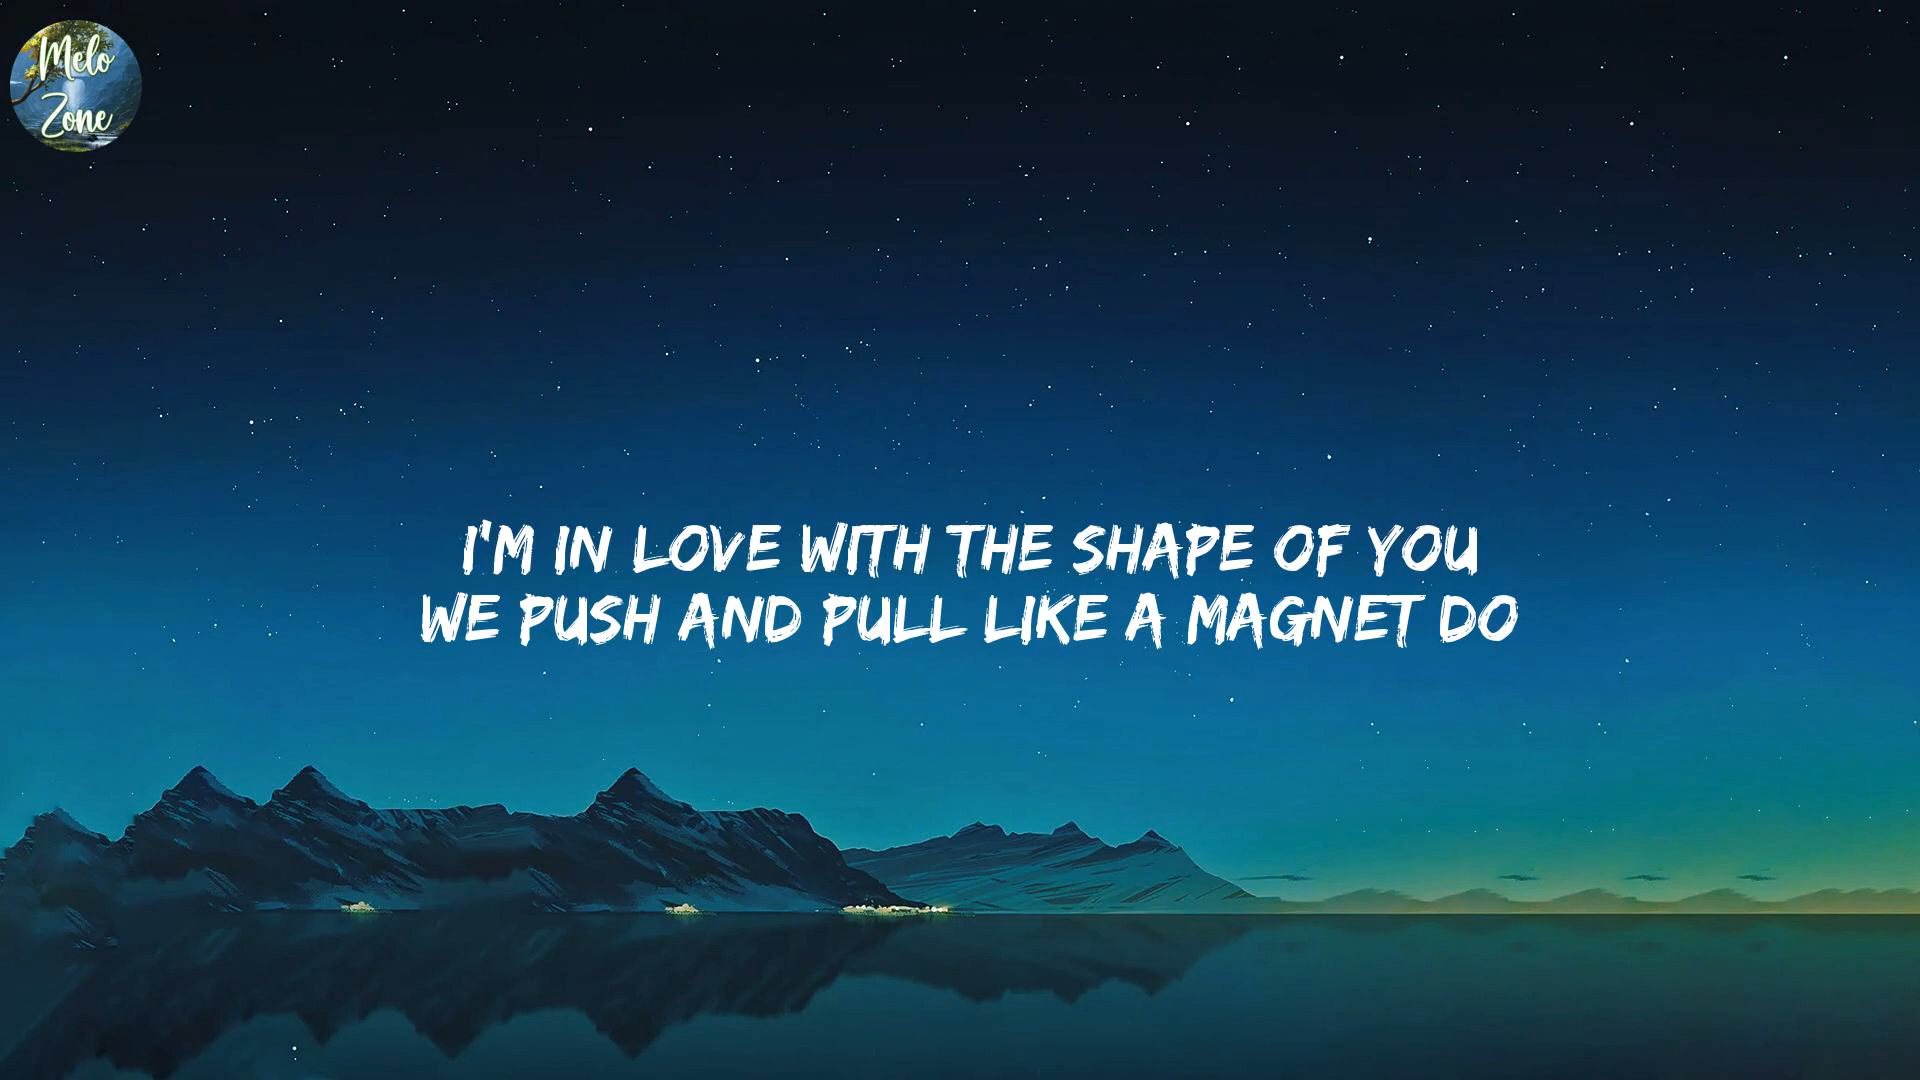 Melo
Zone
I'M IN LOVE WITH THE SHAPE OF YOU
WE PUSH AND PULL LIKE A MAGNET DO